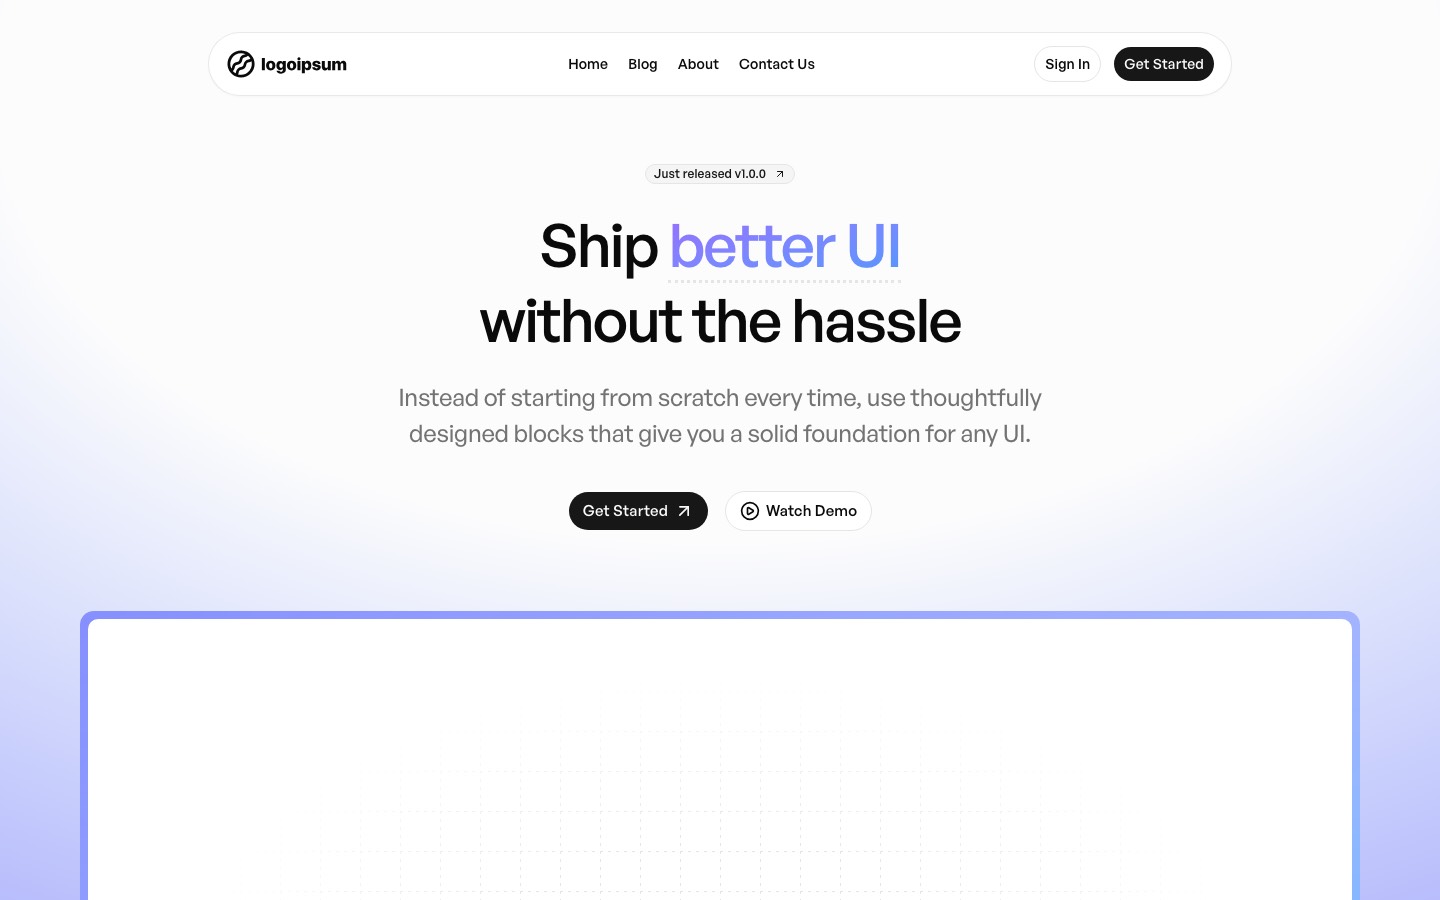 logoipsum
Home Blog About Contact Us
Sign In Get Started
Just released v1.0.0
Ship better UI
without the hassle
Instead of starting from scratch every time, use thoughtfully
designed blocks that give you a solid foundation for any UI.
Get Started Watch Demo